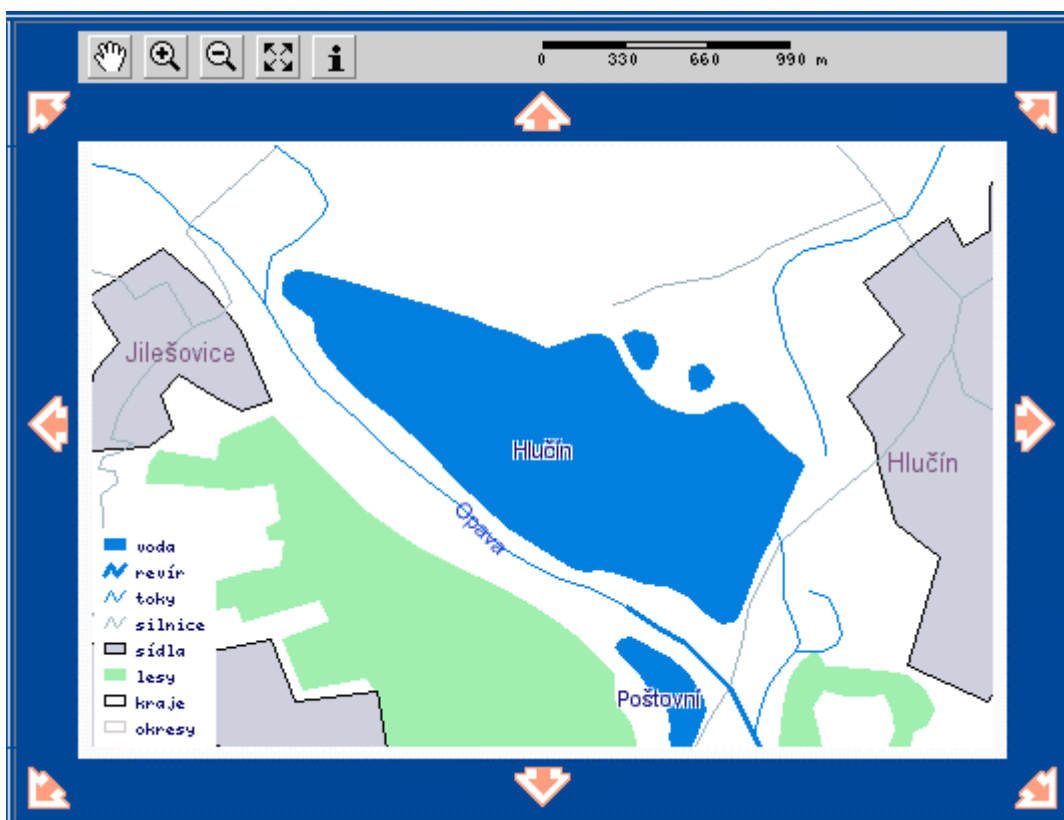 0 330 660 990 m
Jilešovice
Hlučín
Hlučín
Opava
voda
revír
toky
silnice
sídla
lesy
kraje
okresy
Poštovní